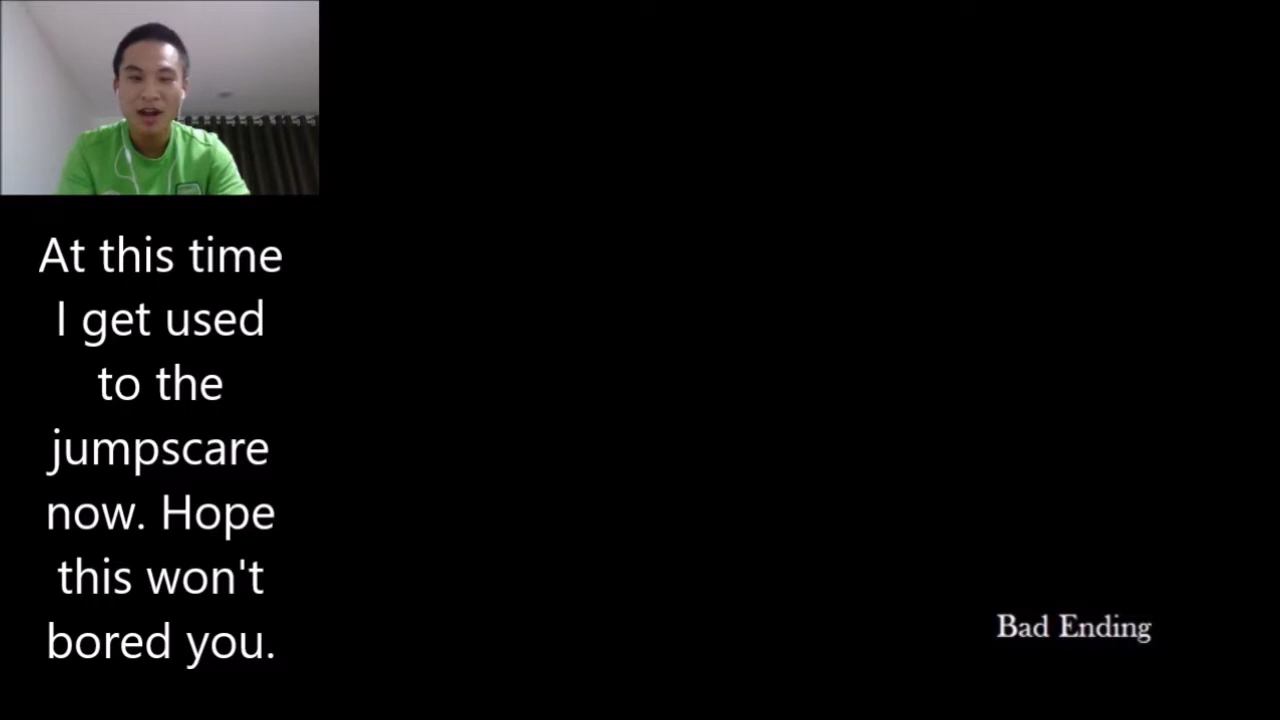 At this time
I get used
to the
jumpscare
now. Hope
this won't
bored you.
Bad Ending